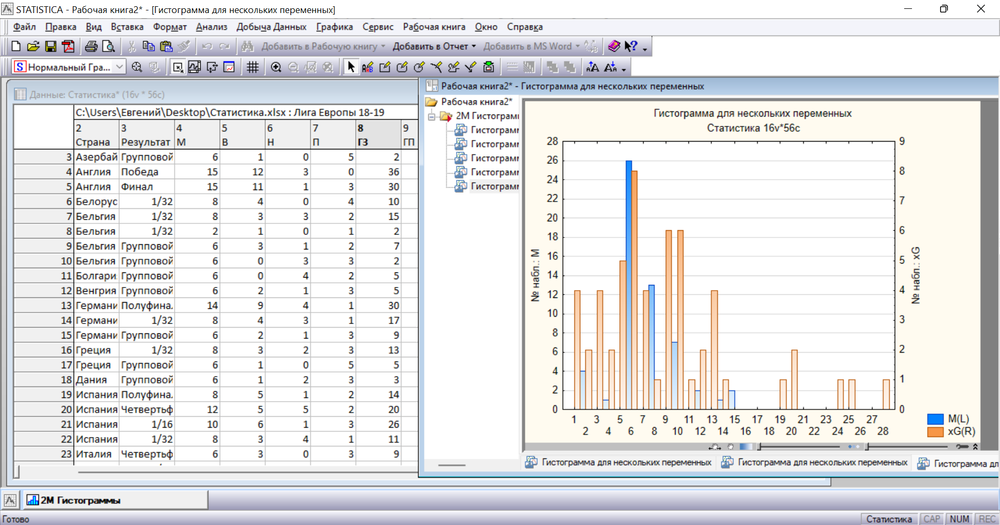 STATISTICA - Рабочая книга2* - [Гистограмма для нескольких переменных]
Файл Правка Вид Вставка Формат Анализ Добыча Данных Графика Сервис Рабочая книга Окно Справка
Добавить в Рабочую книгу Добавить в Отчет Добавить в MS Word
Нормальный Гра...
Данные: Статистика* (16v * 56c)
C:\Users\Евгений\Desktop\Статистика.xlsx : Лига Европы 18-19
2 3 4 5 6 7 8 9
Страна Результат М В Н П ГЗ ГП
3 Азербай Групповой 6 1 0 5 2
4 Англия Победа 15 12 3 0 36
5 Англия Финал 15 11 1 3 30
6 Белорус 1/32 8 4 0 4 10
7 Бельгия 1/32 8 3 3 2 15
8 Бельгия 1/32 2 1 0 1 2
9 Бельгия Групповой 6 3 1 2 7
10 Бельгия Групповой 6 0 3 3 2
11 Болгари Групповой 6 0 4 2 5
12 Венгрия Групповой 6 2 1 3 5
13 Германи Полуфина. 14 9 4 1 30
14 Германи 1/32 8 4 3 1 17
15 Германи Групповой 6 2 1 3 9
16 Греция 1/32 8 3 2 3 13
17 Греция Групповой 6 1 0 5 5
18 Дания Групповой 6 1 2 3 3
19 Испания Полуфина. 8 5 1 2 14
20 Испания Четвертьф 12 5 5 2 20
21 Испания 1/16 10 6 1 3 26
22 Испания 1/32 8 3 4 1 11
23 Италия Четвертьф 6 3 0 3 9
Рабочая книга2* - Гистограмма для нескольких переменных
Рабочая книга2*
2М Гистограмм
Гистограмм
Гистограмм
Гистограмм
Гистограмм
Гистограмм
Гистограмма для нескольких переменных
Статистика 16v*56c
28
26
24
22
20
18
16
14
12
10
8
6
4
2
0
№ набл.: М
9
8
7
6
5
4
3
2
1
0
№ набл.: xG
1 3 5 7 9 11 13 15 17 19 21 23 25 27
2 4 6 8 10 12 14 16 18 20 22 24 26 28
М(L)
xG(R)
Гистограмма для нескольких переменных Гистограмма для нескольких переменных Гистограмма дл
2М Гистограммы
Готово Статистика CAP NUM REC